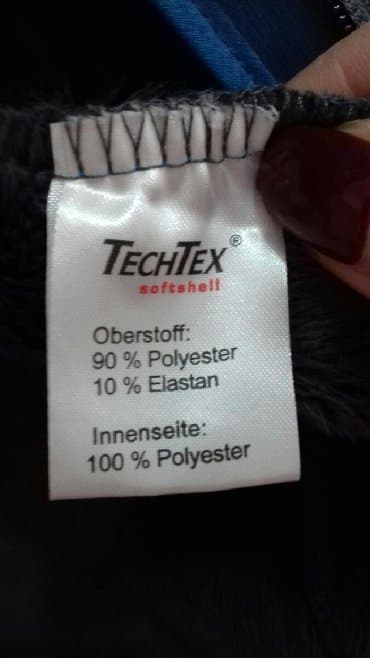 TECHTEX®
softshell
Oberstoff:
90 % Polyester
10 % Elastan
Innenseite:
100 % Polyester